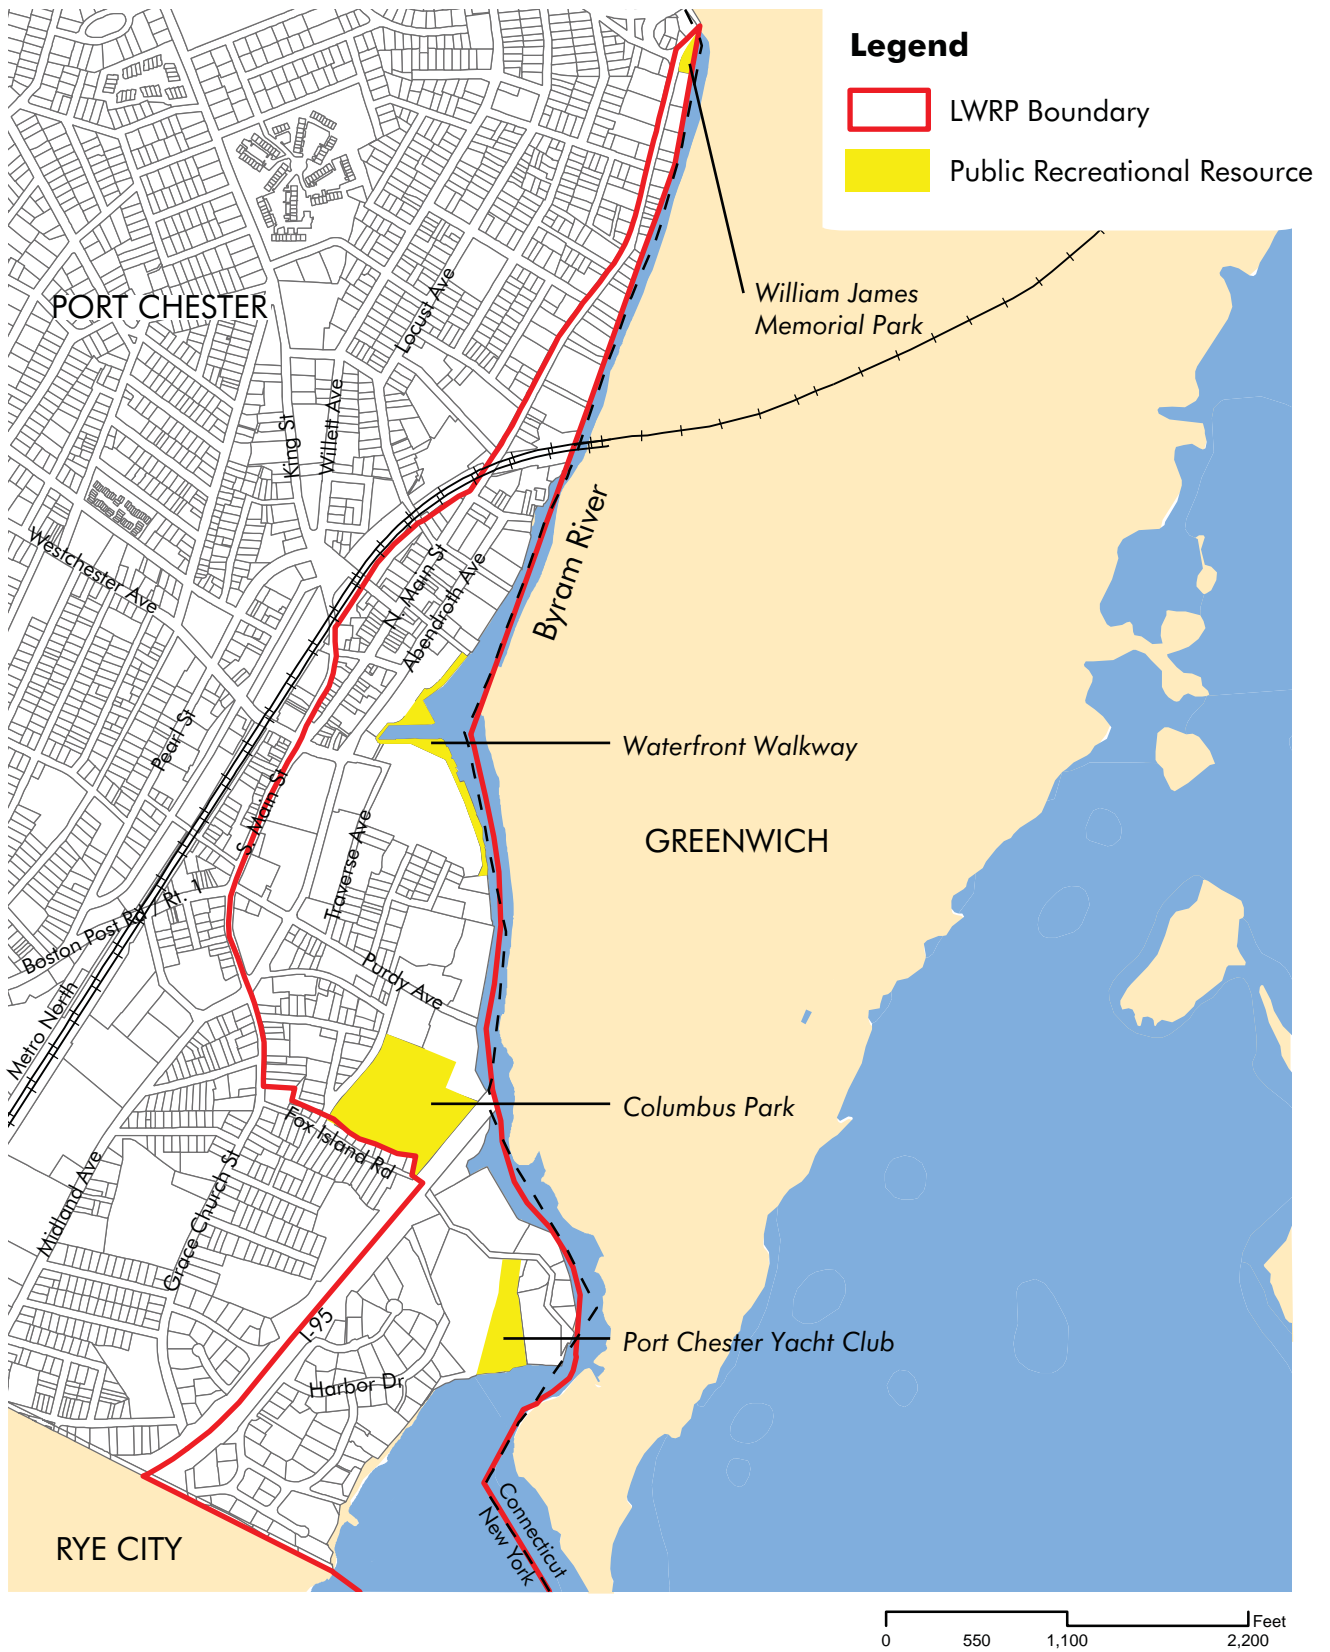 Legend
LWRP Boundary
Public Recreational Resource
William James
Memorial Park
PORT CHESTER
Locust Ave
King St
Willett Ave
Westchester Ave
N. Main St
Abendroth Ave
Byram River
Pearl St
Waterfront Walkway
S. Main St
GREENWICH
Traverse Ave
Boston Post Rd / Rt. 1
Purdy Ave
Metro North
Columbus Park
Fox Island Rd
Midland Ave
Grace Church St
I-95
Port Chester Yacht Club
Harbor Dr
Connecticut
New York
RYE CITY
Feet
0 550 1,100 2,200